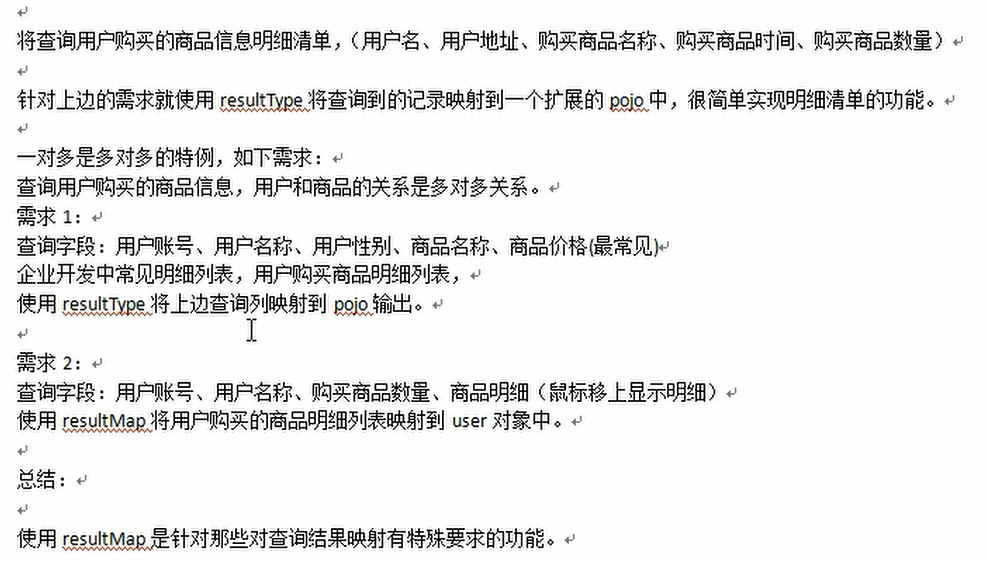 将查询用户购买的商品信息明细清单，（用户名、用户地址、购买商品名称、购买商品时间、购买商品数量）
针对上边的需求就使用 resultType 将查询到的记录映射到一个扩展的 pojo 中，很简单实现明细清单的功能。
一对多是多对多的特例，如下需求：
查询用户购买的商品信息，用户和商品的关系是多对多关系。
需求 1：
查询字段：用户账号、用户名称、用户性别、商品名称、商品价格(最常见)
企业开发中常见明细列表，用户购买商品明细列表，
使用 resultType 将上边查询列映射到 pojo 输出。
需求 2：
查询字段：用户账号、用户名称、购买商品数量、商品明细（鼠标移上显示明细）
使用 resultMap 将用户购买的商品明细列表映射到 user 对象中。
总结：
使用 resultMap 是针对那些对查询结果映射有特殊要求的功能。